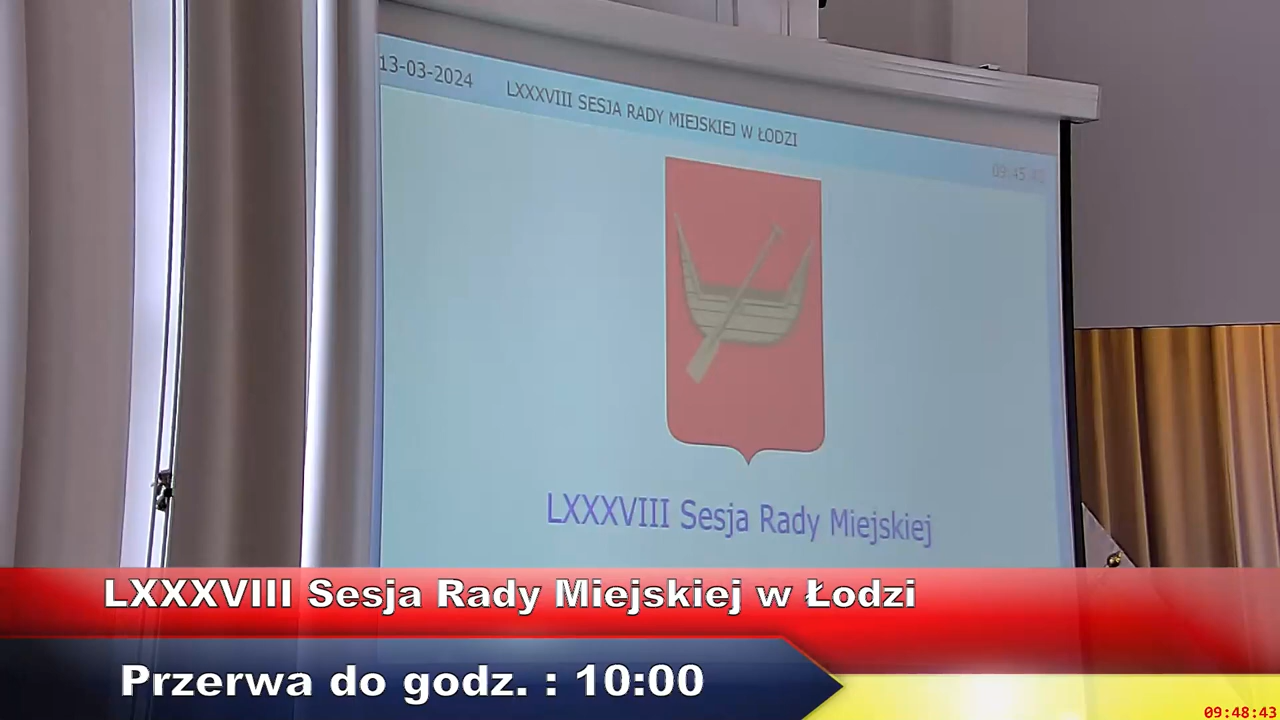 13-03-2024
LXXXVIII SESJA RADY MIEJSKIEJ W ŁODZI
LXXXVIII Sesja Rady Miejskiej
LXXXVIII Sesja Rady Miejskiej w Łodzi
Przerwa do godz. : 10:00
09:48:43